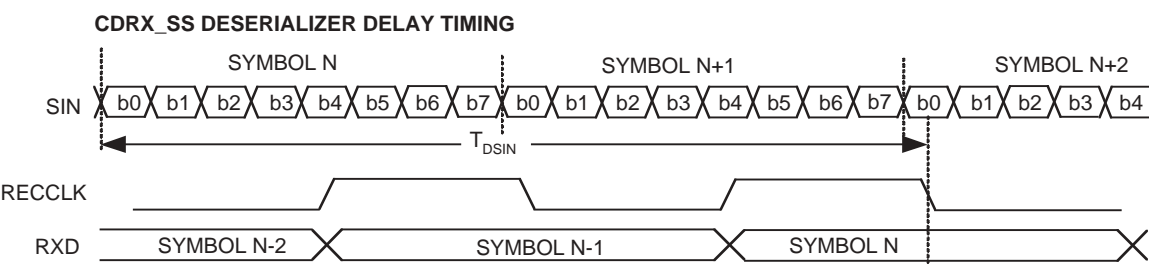 CDRX_SS DESERIALIZER DELAY TIMING
SYMBOL N SYMBOL N+1 SYMBOL N+2
SIN b0 b1 b2 b3 b4 b5 b6 b7 b0 b1 b2 b3 b4 b5 b6 b7 b0 b1 b2 b3 b4
TDSIN
RECCLK
RXD SYMBOL N-2 SYMBOL N-1 SYMBOL N